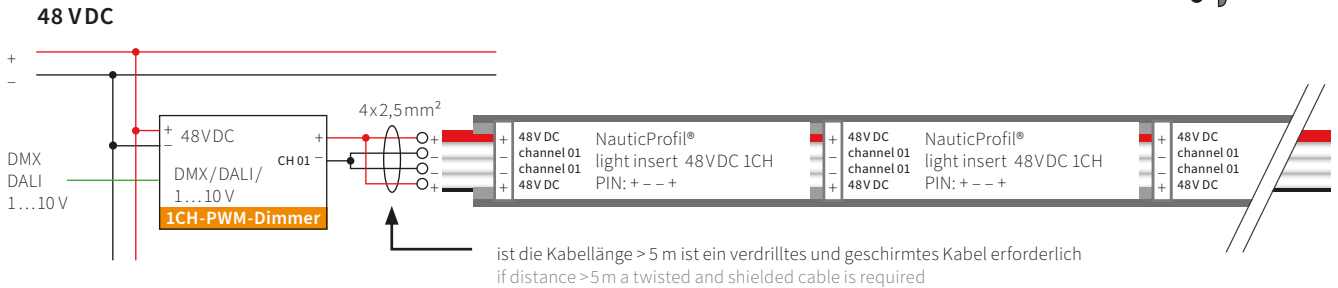 48 V DC
+
–
4x2,5mm²
+ 48VDC +
–
CH 01 –
DMX/DALI/
1...10 V
1CH-PWM-Dimmer
DMX
DALI
1...10 V
+
–
–
+
+ 48V DC
– channel 01
– channel 01
+ 48V DC
NauticProfil®
light insert 48VDC 1CH
PIN: + – – +
+ 48V DC
– channel 01
– channel 01
+ 48V DC
NauticProfil®
light insert 48VDC 1CH
PIN: + – – +
+ 48V DC
– channel 01
– channel 01
+ 48V DC
ist die Kabellänge > 5 m ist ein verdrilltes und geschirmtes Kabel erforderlich
if distance >5m a twisted and shielded cable is required